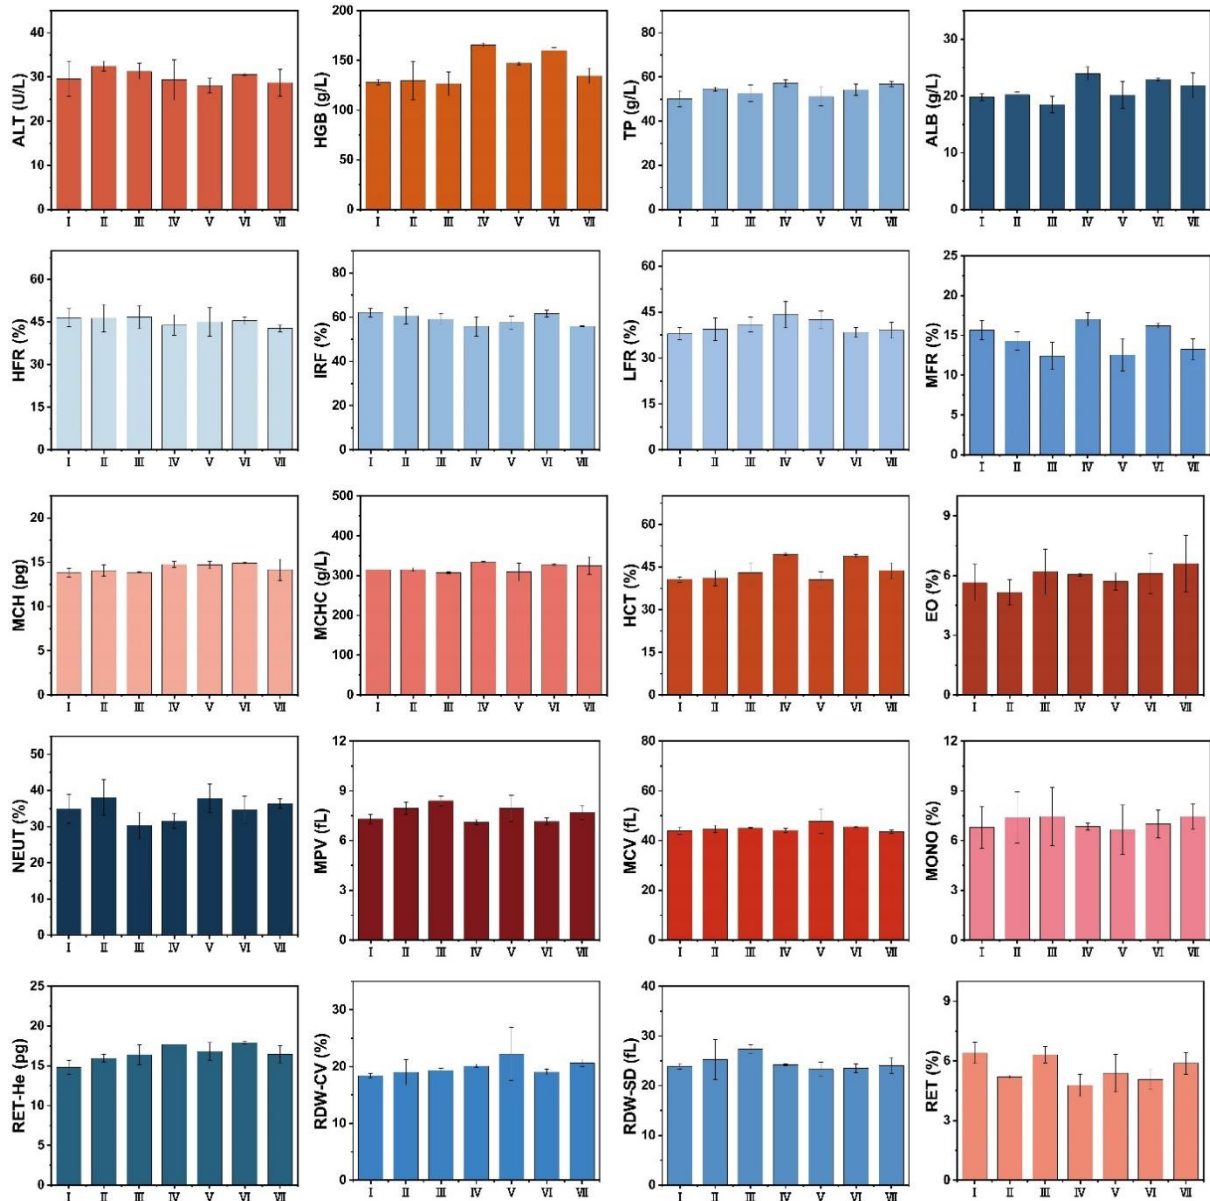 ALT (U/L)
40
30
20
10
0
I II III IV V VI VII
HGB (g/L)
200
150
100
50
0
I II III IV V VI VII
TP (g/L)
80
60
40
20
0
I II III IV V VI VII
ALB (g/L)
30
20
10
0
I II III IV V VI VII
HFR (%)
60
45
30
15
0
I II III IV V VI VII
IRF (%)
80
60
40
20
0
I II III IV V VI VII
LFR (%)
60
45
30
15
0
I II III IV V VI VII
MFR (%)
25
20
15
10
5
0
I II III IV V VI VII
MCH (pg)
20
15
10
5
0
I II III IV V VI VII
MCHC (g/L)
500
400
300
200
100
0
I II III IV V VI VII
HCT (%)
60
45
30
15
0
I II III IV V VI VII
EO (%)
9
6
3
0
I II III IV V VI VII
NEUT (%)
50
40
30
20
10
0
I II III IV V VI VII
MPV (fL)
12
9
6
3
0
I II III IV V VI VII
MCV (fL)
80
60
40
20
0
I II III IV V VI VII
MONO (%)
12
10
8
6
4
2
0
I II III IV V VI VII
RET-He (pg)
25
20
15
10
5
0
I II III IV V VI VII
RDW-CV (%)
30
20
10
0
I II III IV V VI VII
RDW-SD (fL)
40
30
20
10
0
I II III IV V VI VII
RET (%)
9
6
3
0
I II III IV V VI VII